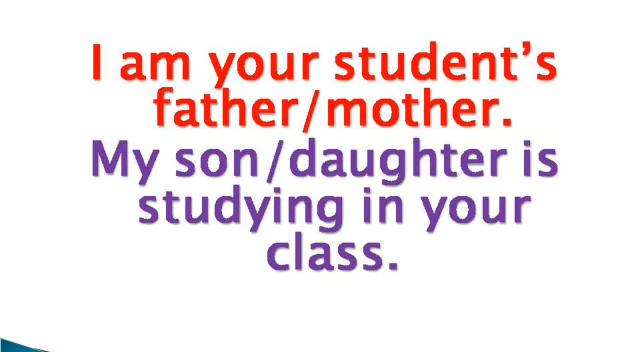 I am your student’s
father/mother.
My son/daughter is
studying in your
class.